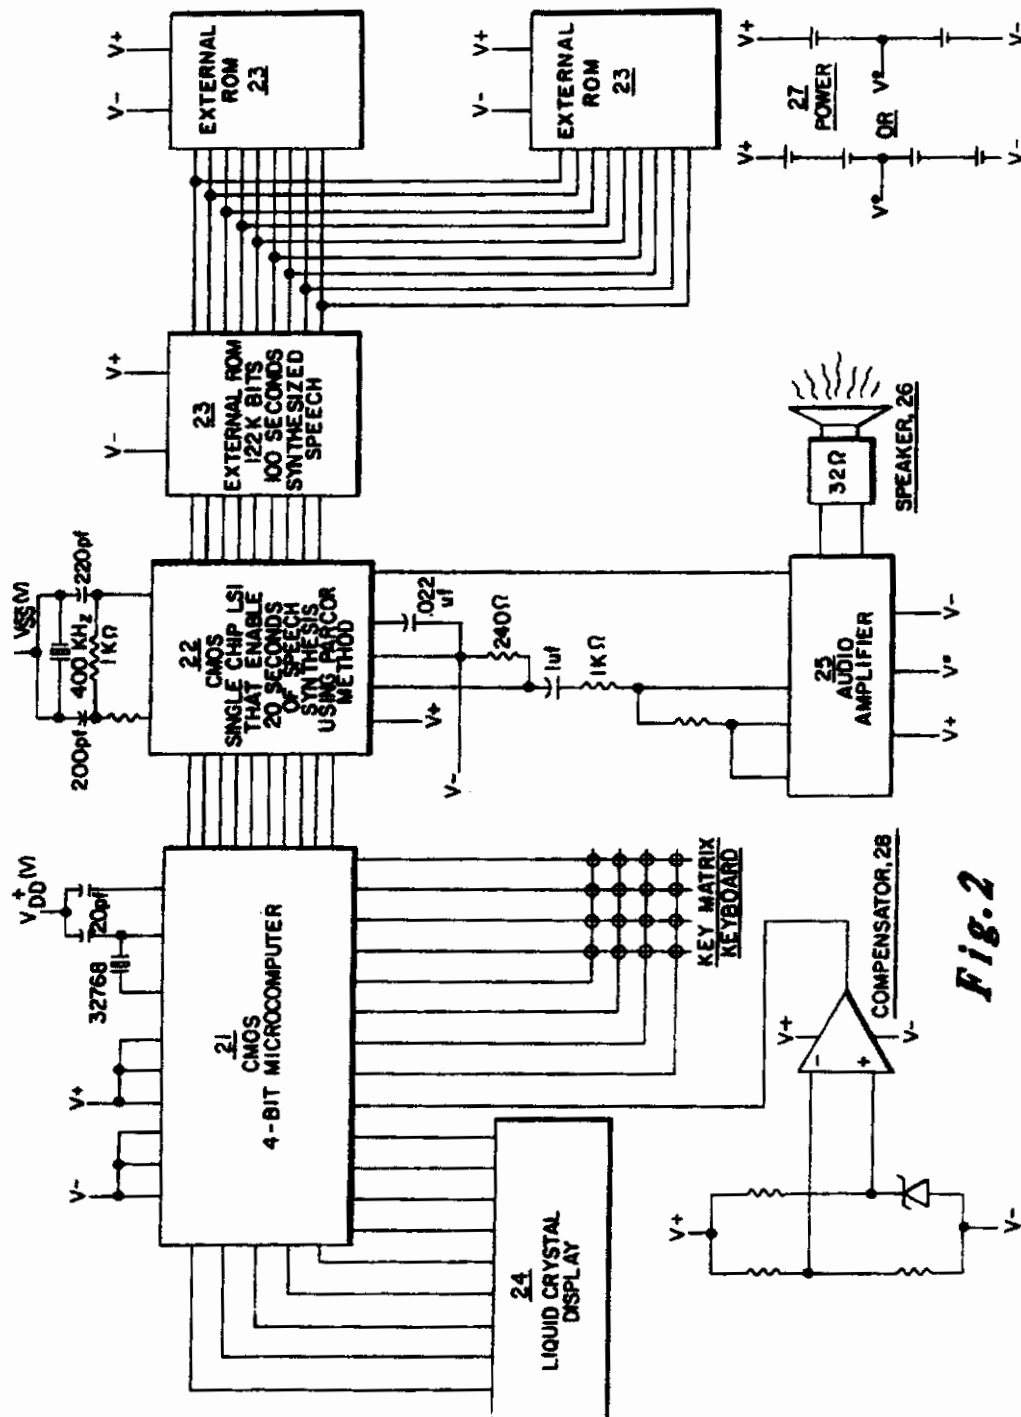 V+
V-
EXTERNAL
ROM
23
V+
V-
EXTERNAL
ROM
23
V+
V-
27
POWER
OR
V+
V°
V-
V+
V°
V-
V+
V-
23
EXTERNAL ROM
122K BITS
100 SECONDS
SYNTHESIZED
SPEECH
VSS(V)
220pf
400 KHz
1KΩ
200pf
22
CMOS
SINGLE CHIP LSI
THAT ENABLE
20 SECONDS
OF SPEECH
SYNTHESIS
USING PARCOR
METHOD
.022
uf
240Ω
1uf
1KΩ
V+
V-
32Ω
SPEAKER, 26
25
AUDIO
AMPLIFIER
V-
V°
V+
VDD+(V)
20pf
32768
V+
V-
21
CMOS
4-BIT MICROCOMPUTER
KEY MATRIX
KEYBOARD
24
LIQUID CRYSTAL
DISPLAY
COMPENSATOR, 28
V+
-
+
V-
V+
V-
Fig. 2